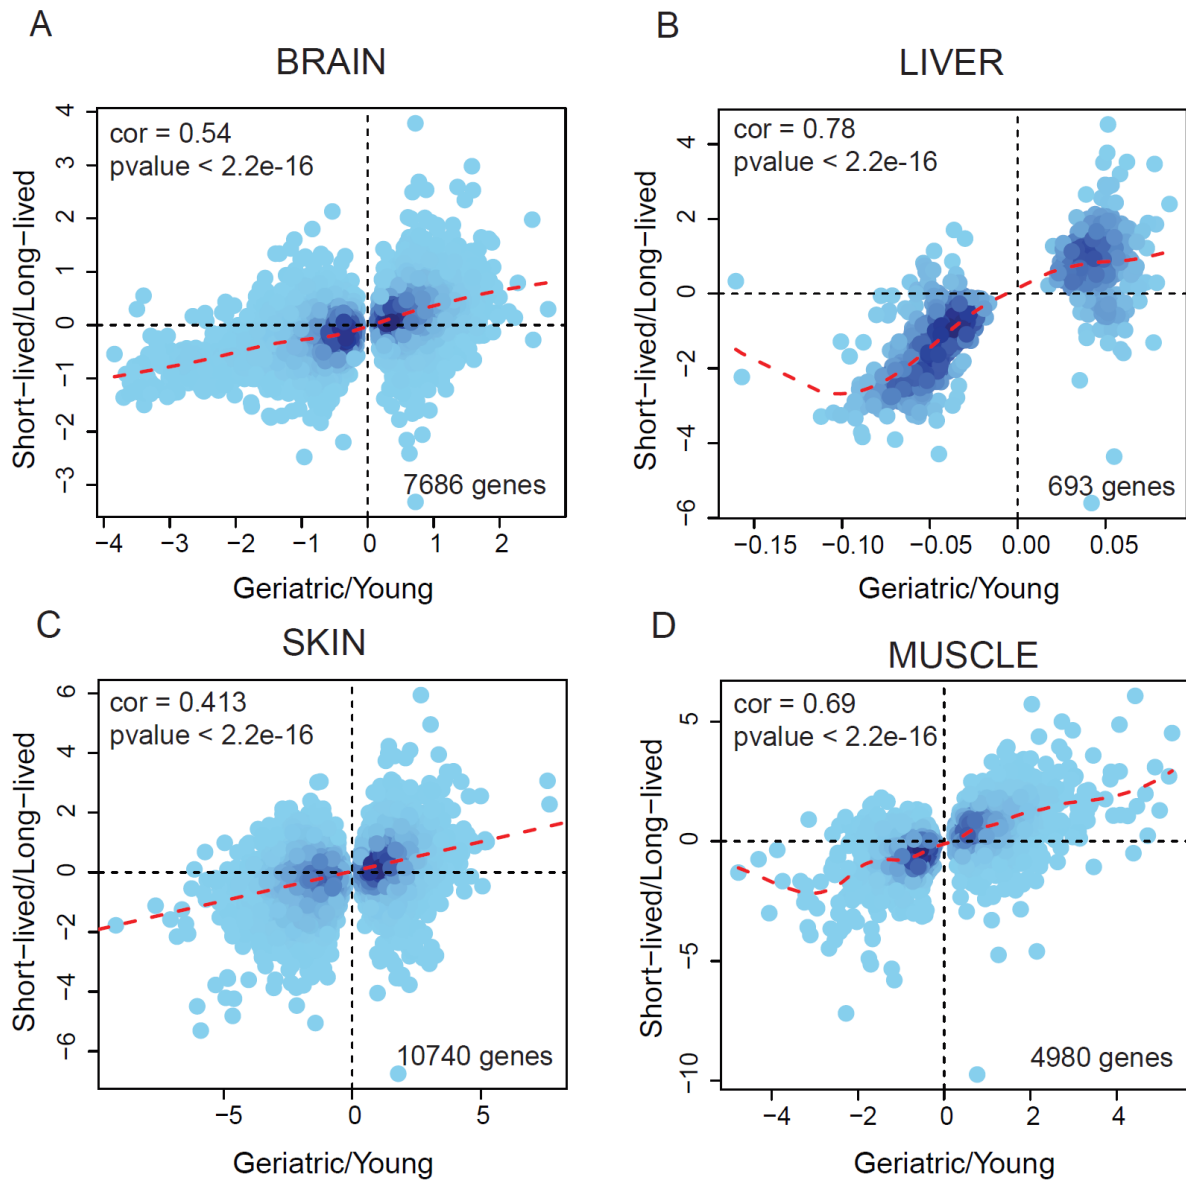 A
BRAIN
cor = 0.54
pvalue < 2.2e-16
4
3
2
1
0
−1
−2
−3
Short−lived/Long−lived
7686 genes
−4
−3
−2
−1
0
1
2
Geriatric/Young
B
LIVER
cor = 0.78
pvalue < 2.2e-16
4
2
0
−2
−4
−6
Short−lived/Long−lived
693 genes
−0.15
−0.10
−0.05
0.00
0.05
Geriatric/Young
C
SKIN
cor = 0.413
pvalue < 2.2e-16
6
4
2
0
−2
−4
−6
Short−lived/Long−lived
10740 genes
−5
0
5
Geriatric/Young
D
MUSCLE
cor = 0.69
pvalue < 2.2e-16
5
0
−5
−10
Short−lived/Long−lived
4980 genes
−4
−2
0
2
4
Geriatric/Young